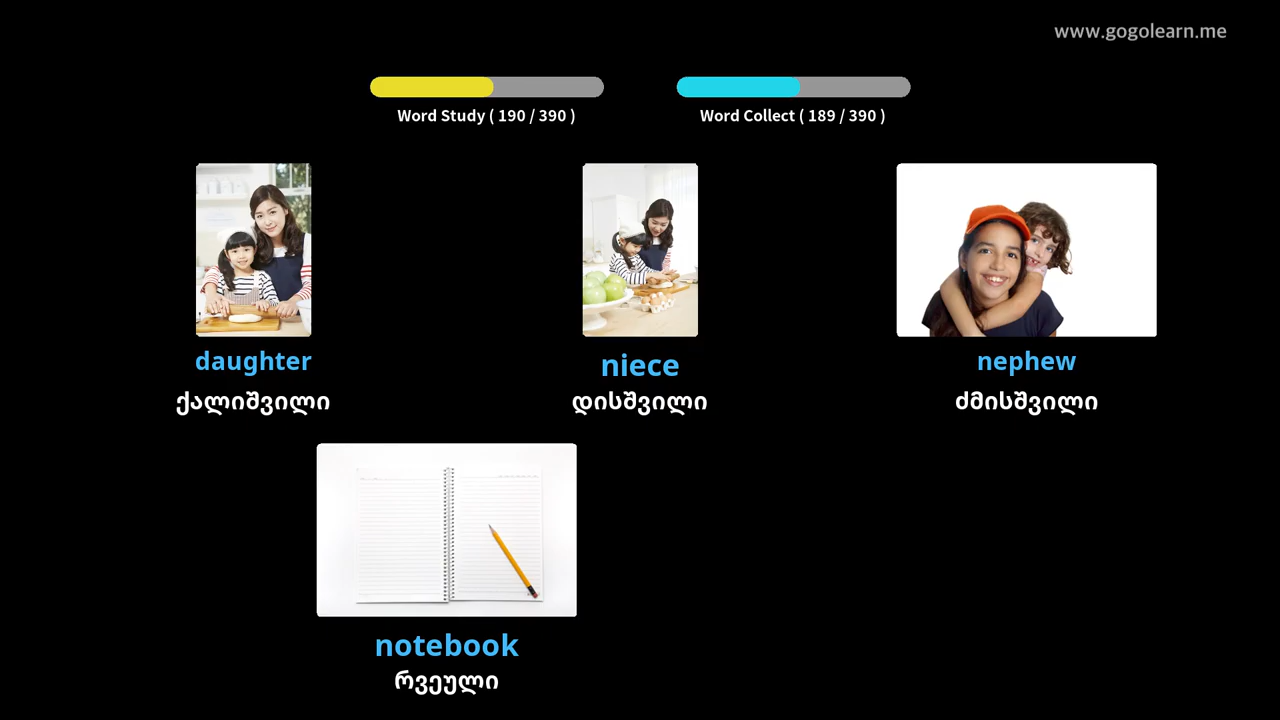 www.gogolearn.me
Word Study ( 190 / 390 )
Word Collect ( 189 / 390 )
daughter
ქალიშვილი
niece
დისშვილი
nephew
ძმისშვილი
notebook
რვეული